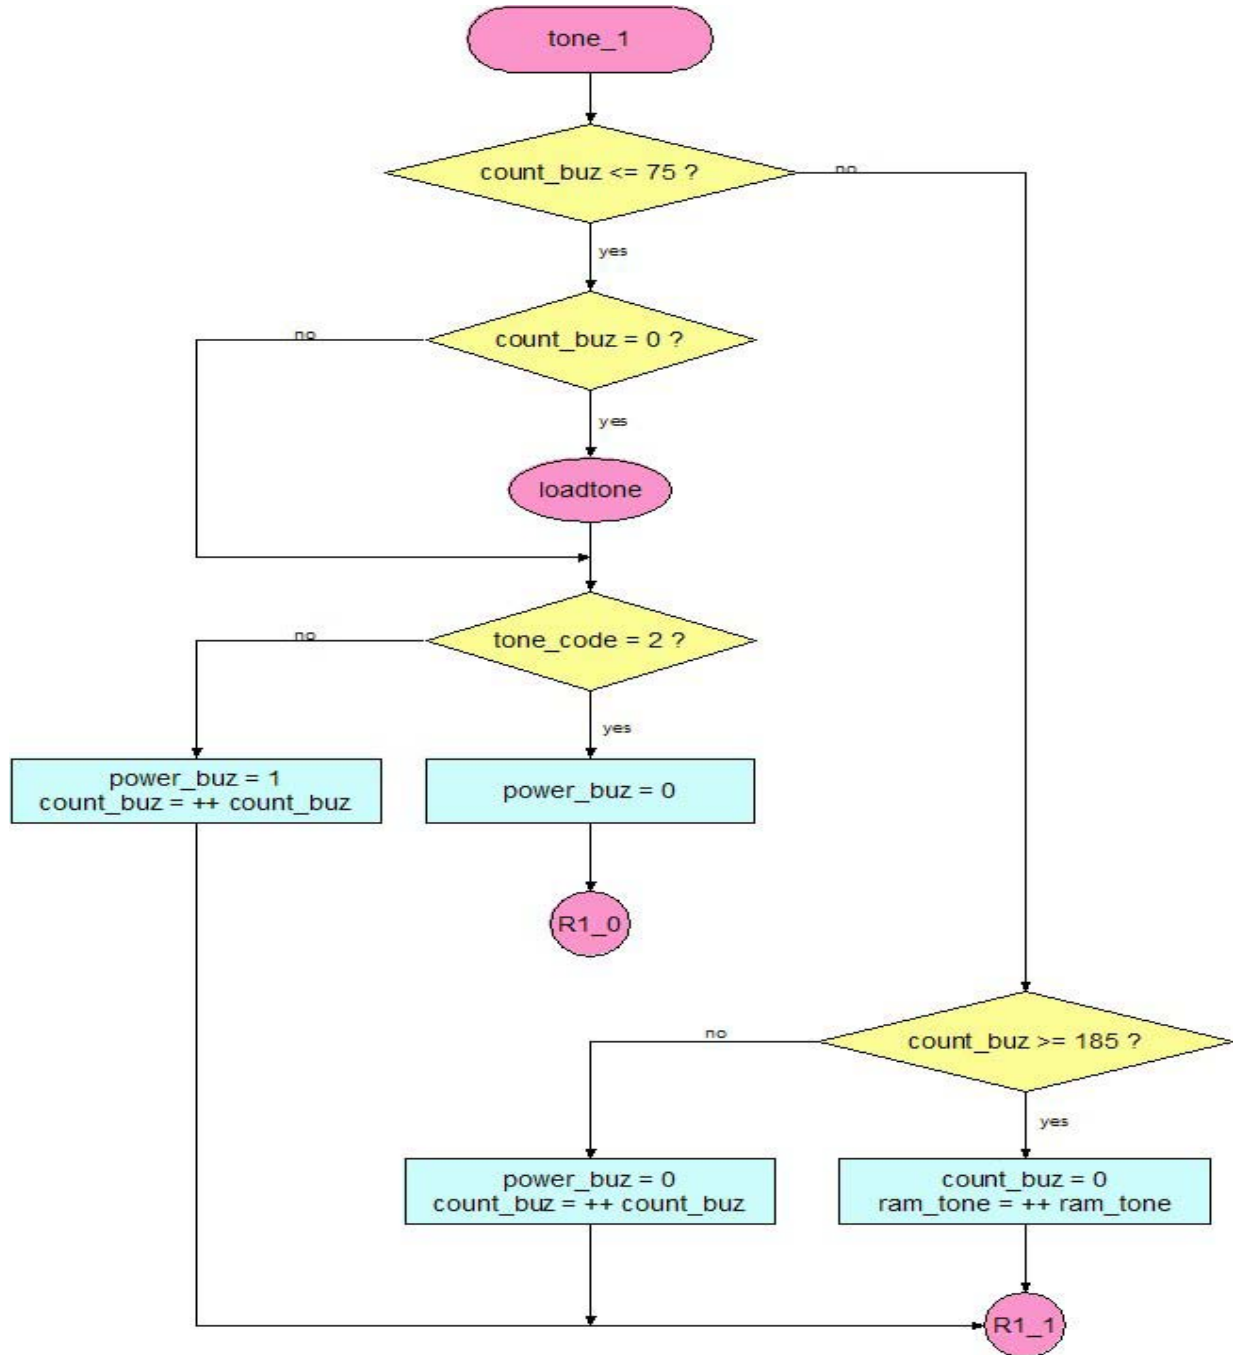 tone_1
count_buz <= 75 ?
no
yes
count_buz = 0 ?
no
yes
loadtone
tone_code = 2 ?
no
yes
power_buz = 1
count_buz = ++ count_buz
power_buz = 0
R1_0
count_buz >= 185 ?
no
yes
power_buz = 0
count_buz = ++ count_buz
count_buz = 0
ram_tone = ++ ram_tone
R1_1